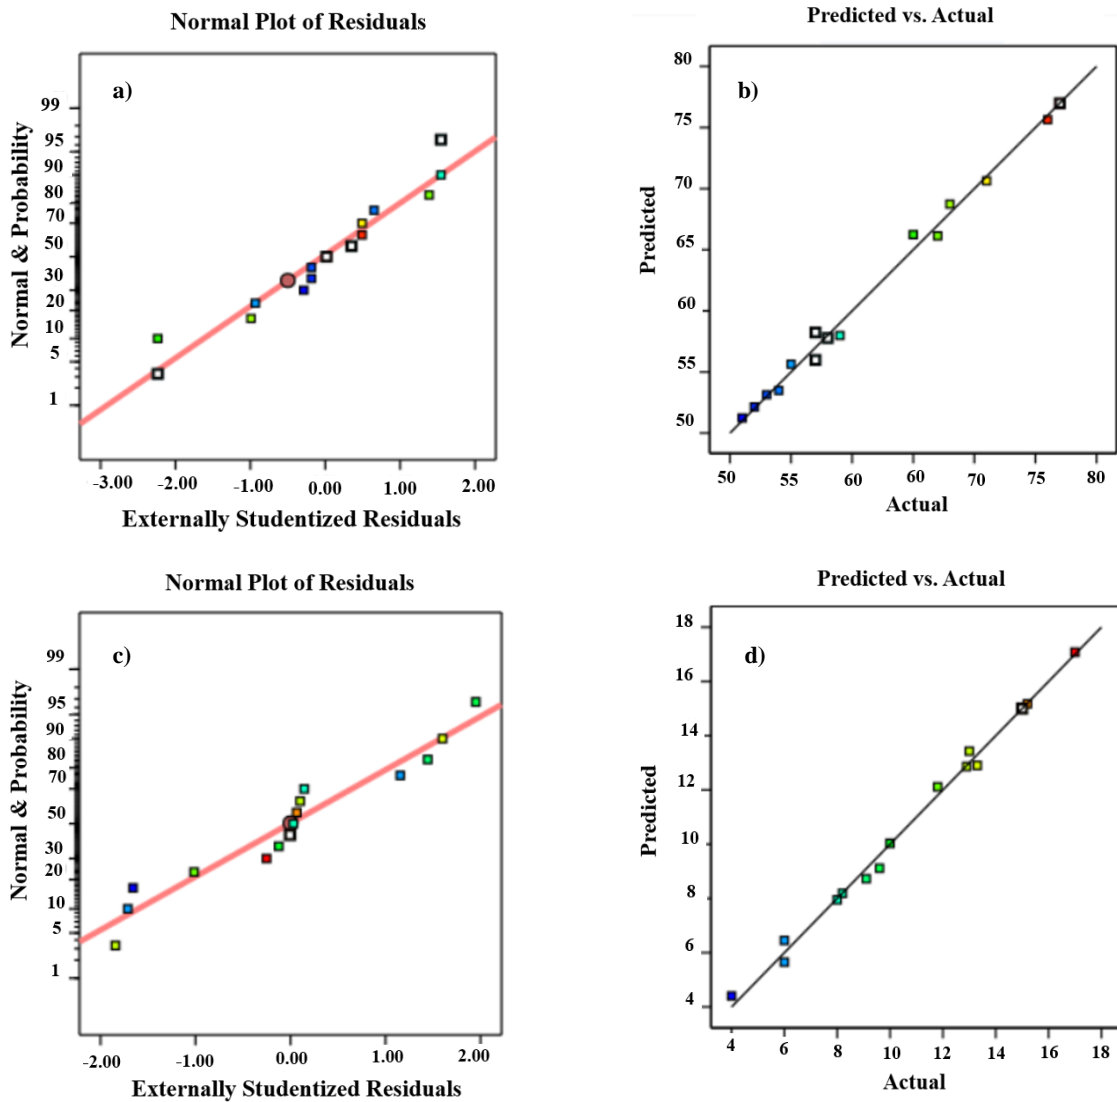 Normal Plot of Residuals
a)
Normal & Probability
99
95
90
80
70
50
30
20
10
5
1
-3.00 -2.00 -1.00 0.00 1.00 2.00
Externally Studentized Residuals
Predicted vs. Actual
b)
Predicted
80
75
70
65
60
55
50
50 55 60 60 70 75 80
Actual
Normal Plot of Residuals
c)
Normal & Probability
99
95
90
80
70
50
30
20
10
5
1
-2.00 -1.00 0.00 1.00 2.00
Externally Studentized Residuals
Predicted vs. Actual
d)
Predicted
18
16
14
12
10
8
6
4
4 6 8 10 12 14 16 18
Actual